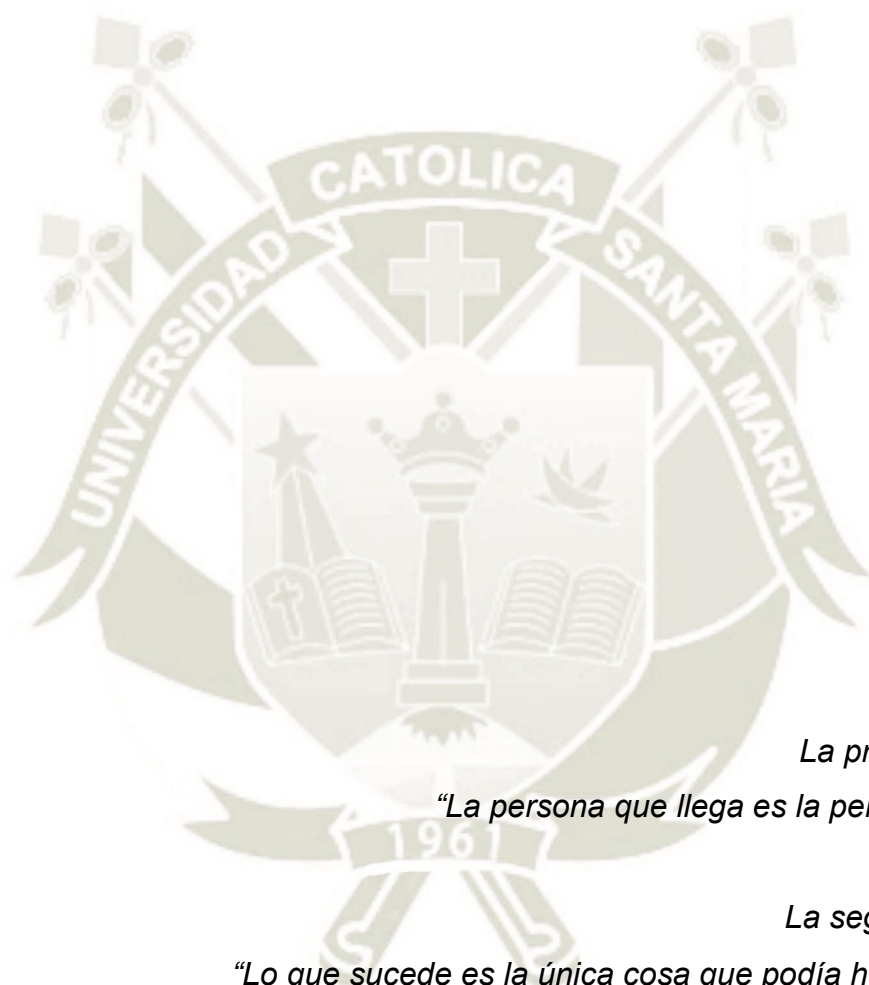 CATOLICA
UNIVERSIDAD
SANTA MARIA
La pr
“La persona que llega es la per
1961
La seg
“Lo que sucede es la única cosa que podía h